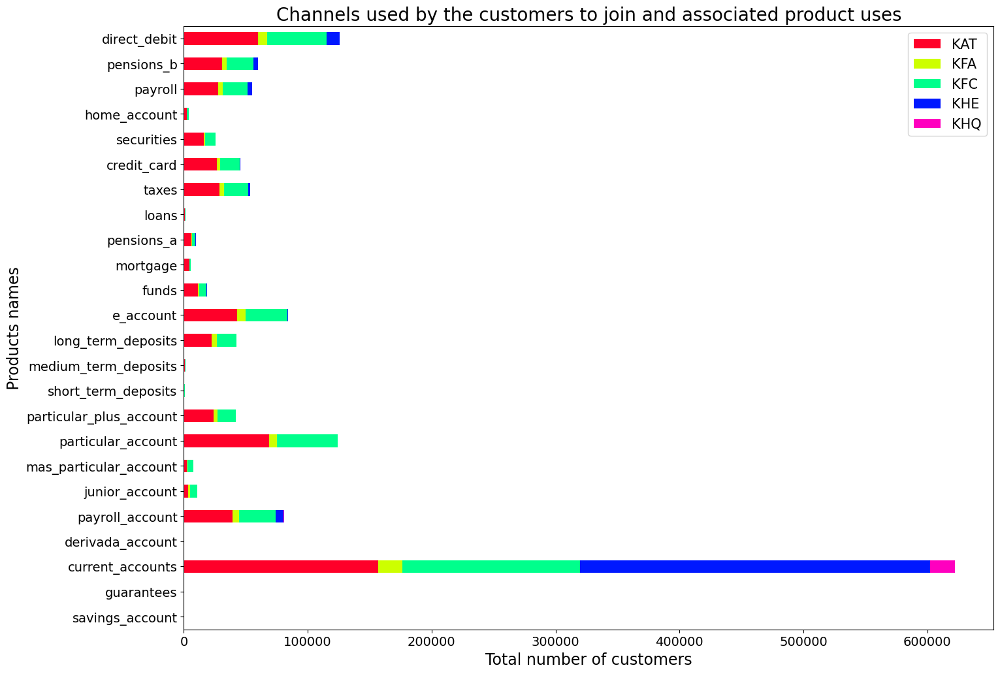 Channels used by the customers to join and associated product uses
direct_debit
pensions_b
payroll
home_account
securities
credit_card
taxes
loans
pensions_a
mortgage
funds
e_account
long_term_deposits
medium_term_deposits
short_term_deposits
particular_plus_account
particular_account
mas_particular_account
junior_account
payroll_account
derivada_account
current_accounts
guarantees
savings_account
Products names
KAT
KFA
KFC
KHE
KHQ
0
100000
200000
300000
400000
500000
600000
Total number of customers